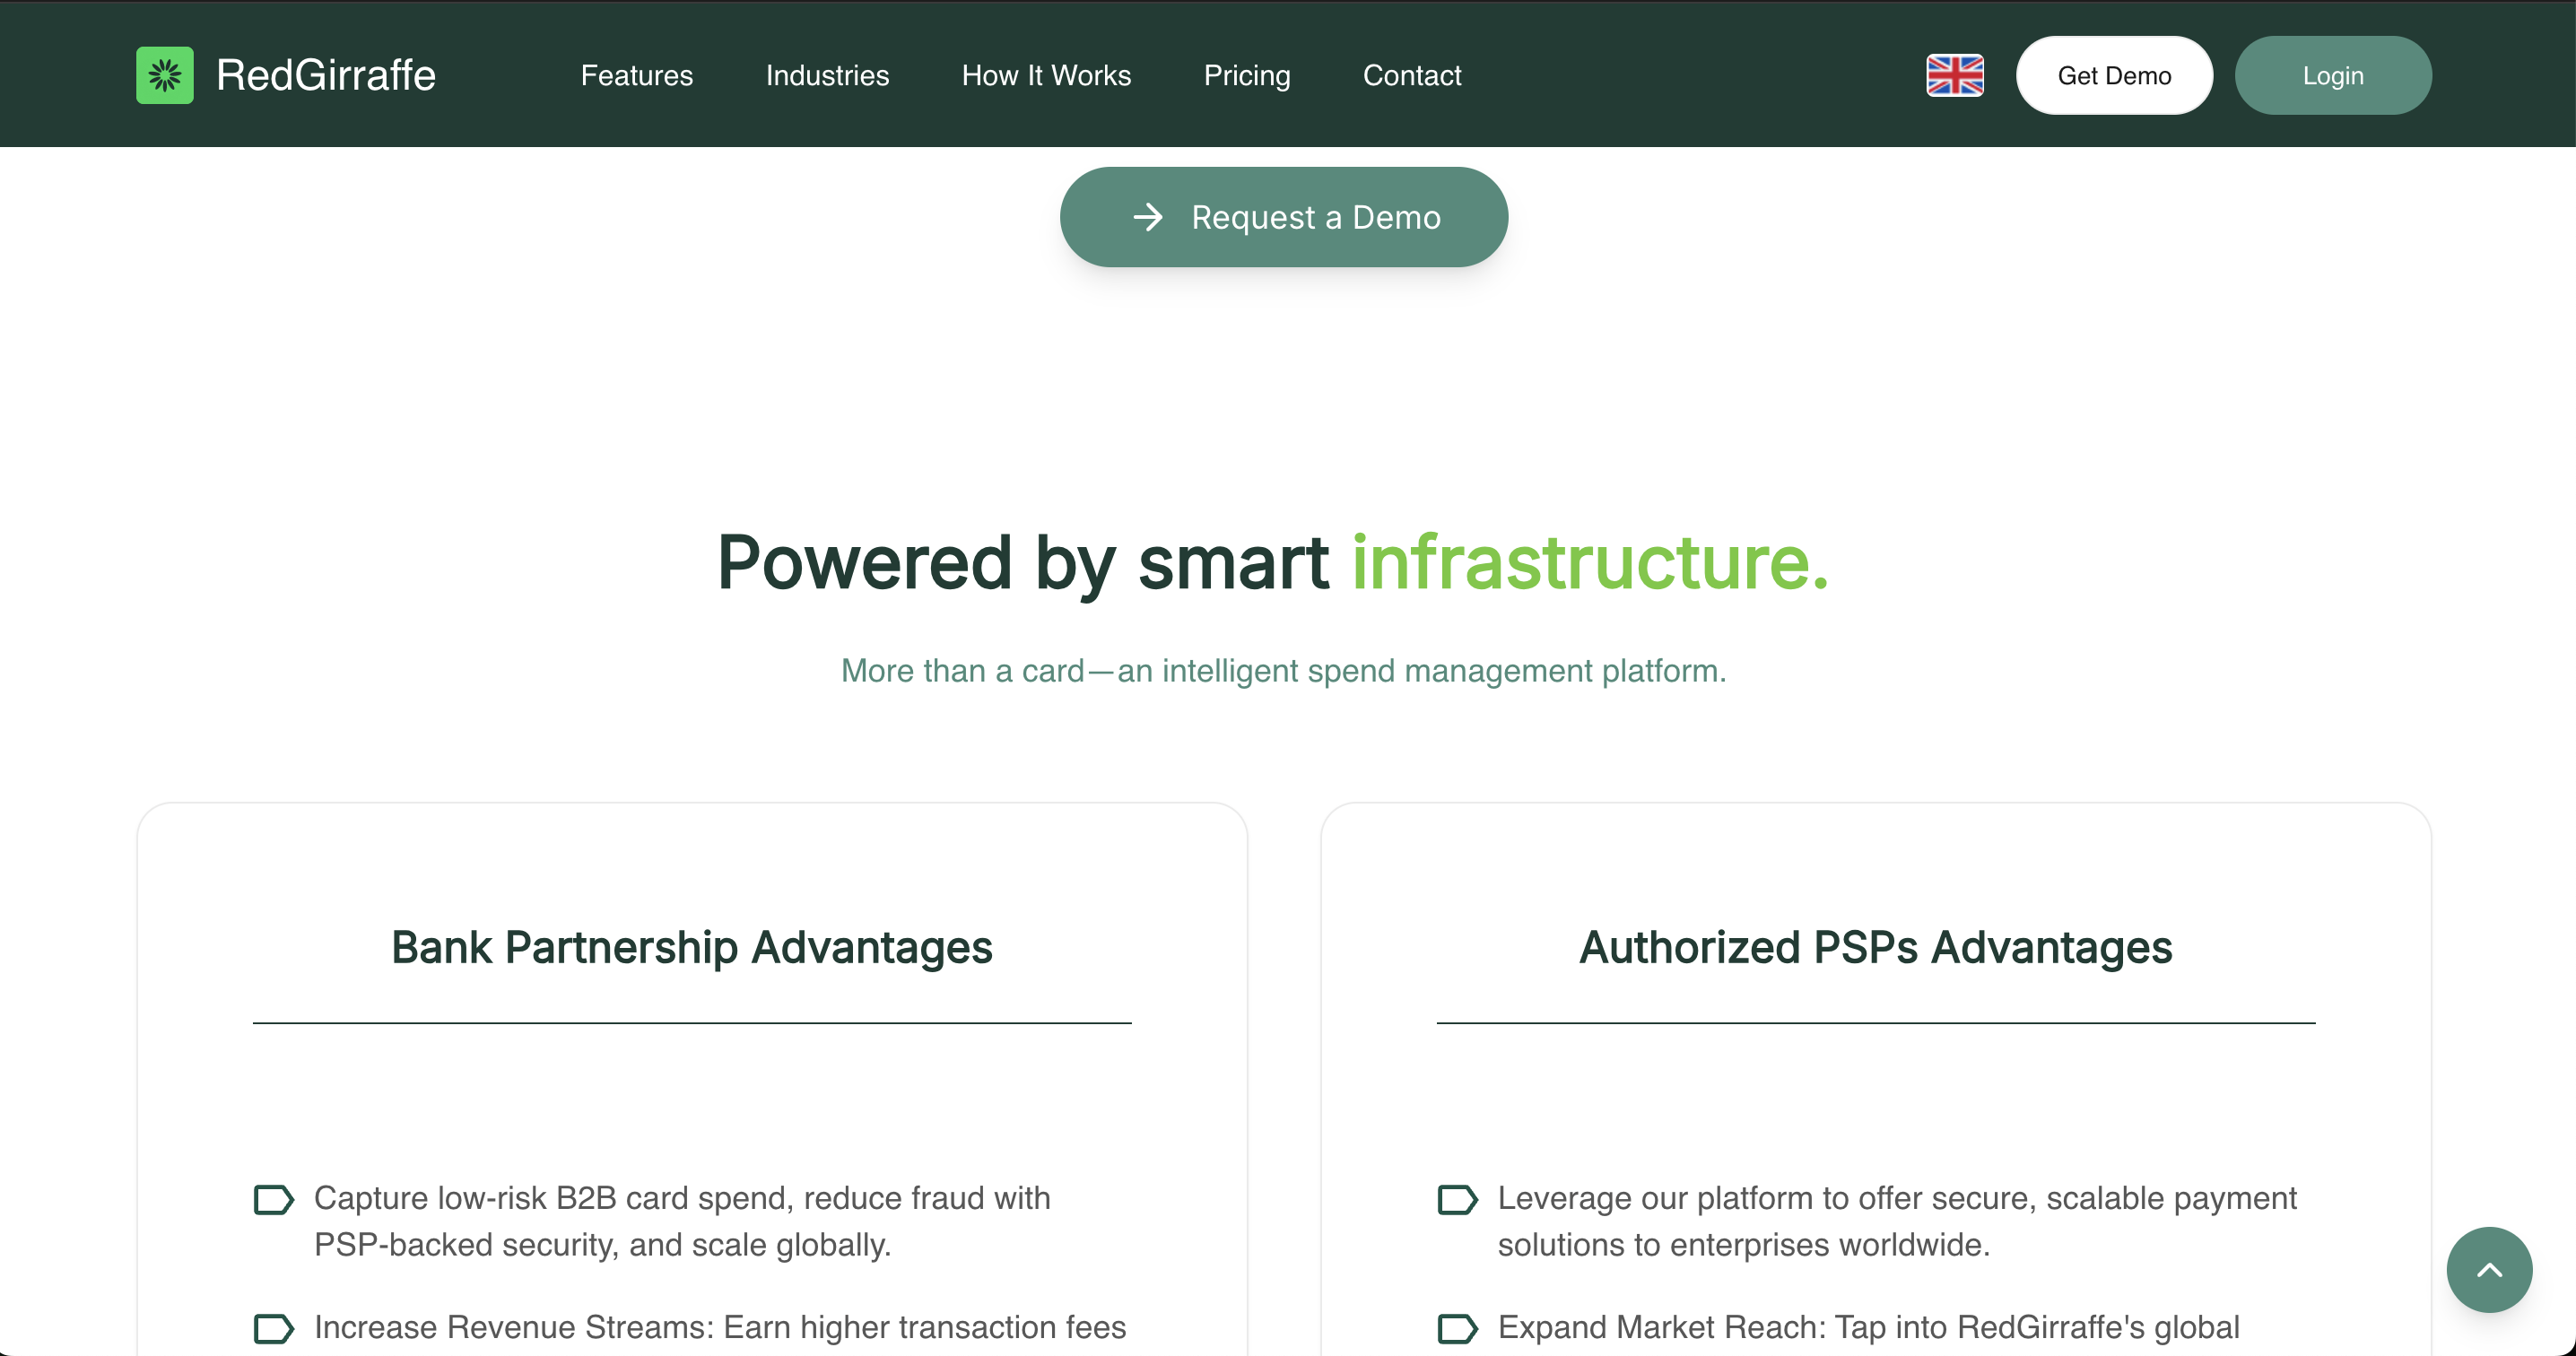 RedGirraffe
Features
Industries
How It Works
Pricing
Contact
Get Demo
Login
Request a Demo
Powered by smart infrastructure.
More than a card—an intelligent spend management platform.
Bank Partnership Advantages
Capture low-risk B2B card spend, reduce fraud with
PSP-backed security, and scale globally.
Increase Revenue Streams: Earn higher transaction fees
Authorized PSPs Advantages
Leverage our platform to offer secure, scalable payment
solutions to enterprises worldwide.
Expand Market Reach: Tap into RedGirraffe's global